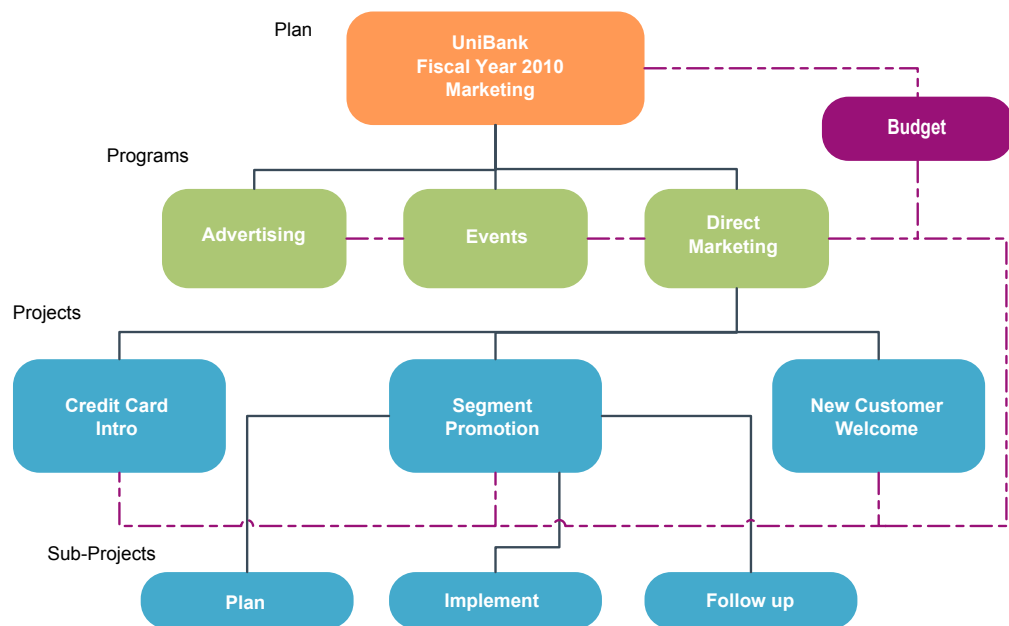 Plan
UniBank
Fiscal Year 2010
Marketing
Budget
Programs
Advertising
Events
Direct
Marketing
Projects
Credit Card
Intro
Segment
Promotion
New Customer
Welcome
Sub-Projects
Plan
Implement
Follow up